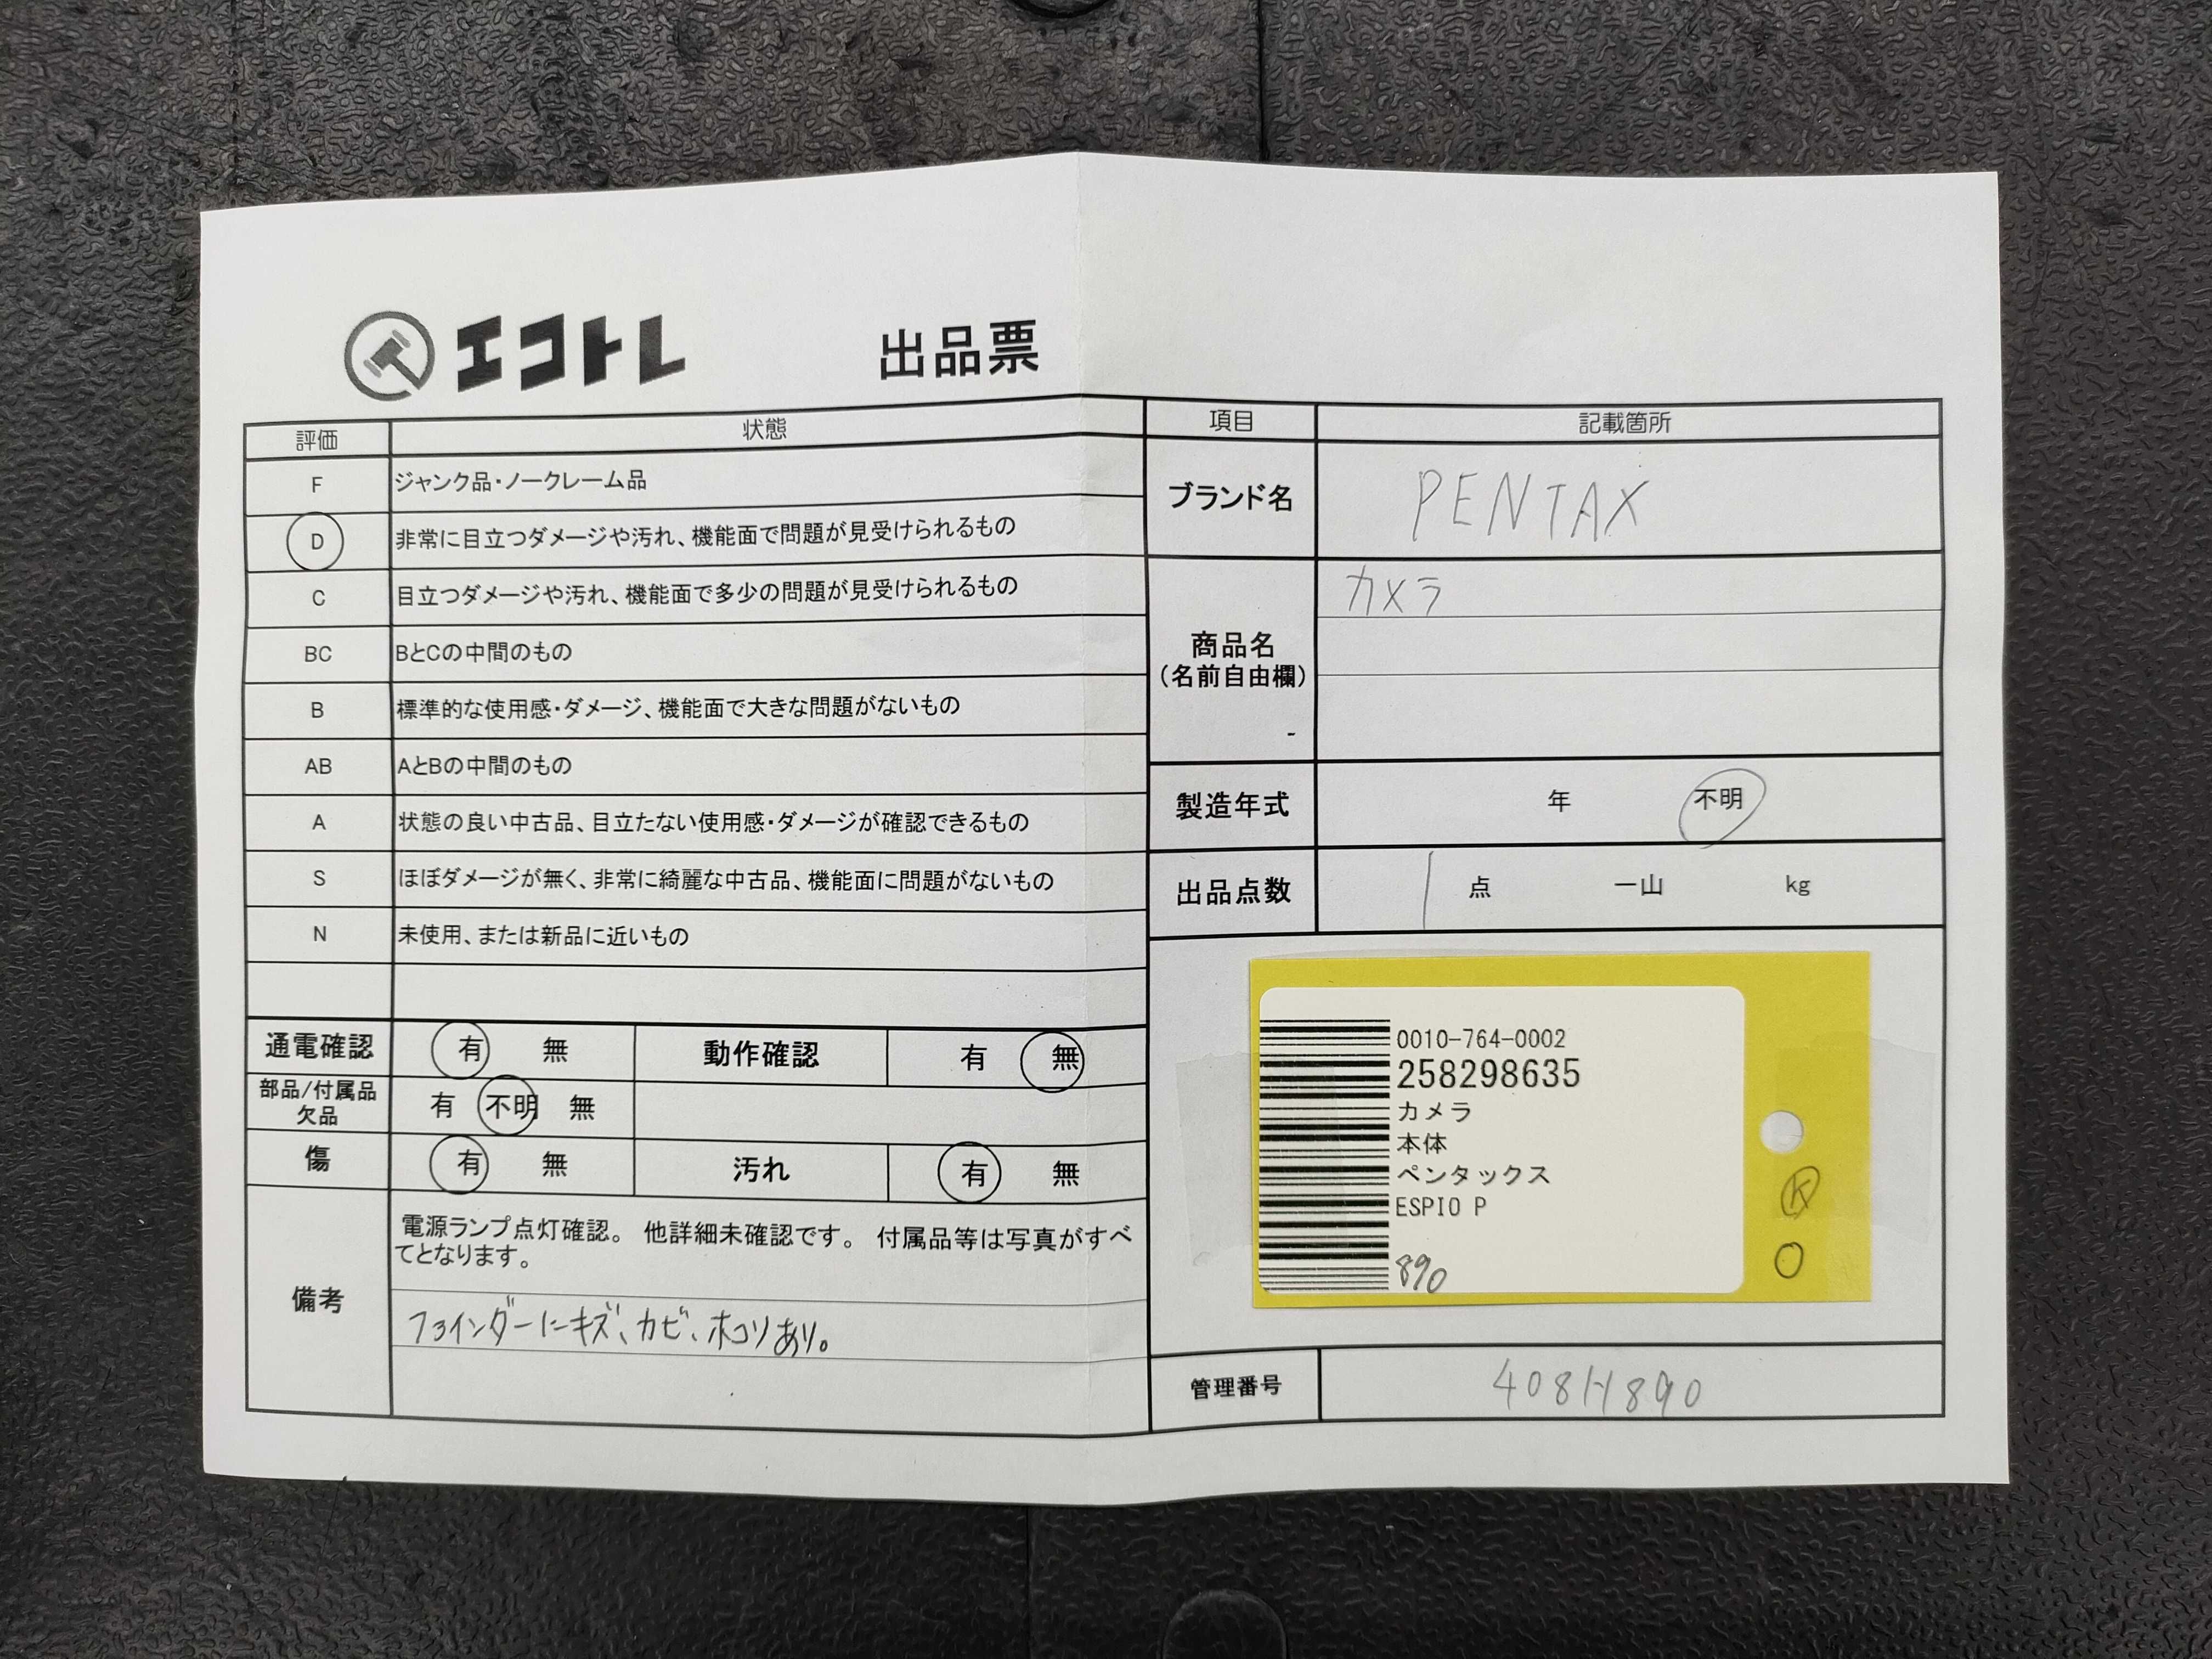 エコトレ 出品票
評価 状態
F ジャンク品・ノークレーム品
D 非常に目立つダメージや汚れ、機能面で問題が見受けられるもの
C 目立つダメージや汚れ、機能面で多少の問題が見受けられるもの
BC BとCの中間のもの
B 標準的な使用感・ダメージ、機能面で大きな問題がないもの
AB AとBの中間のもの
A 状態の良い中古品、目立たない使用感・ダメージが確認できるもの
S ほぼダメージが無く、非常に綺麗な中古品、機能面に問題がないもの
N 未使用、または新品に近いもの
通電確認 有 無 動作確認 有 無
部品/付属品
欠品 有 不明 無
傷 有 無 汚れ 有 無
備考
電源ランプ点灯確認。 他詳細未確認です。 付属品等は写真がすべ
てとなります。
ファインダーにキズ、カビ、ホコリあり。
項目 記載箇所
ブランド名 PENTAX
商品名
(名前自由欄)
カメラ
製造年式 年 不明
出品点数 1 点 一山 kg
0010-764-0002
258298635
カメラ
本体
ペンタックス
ESPIO P
890
K
管理番号 408H890